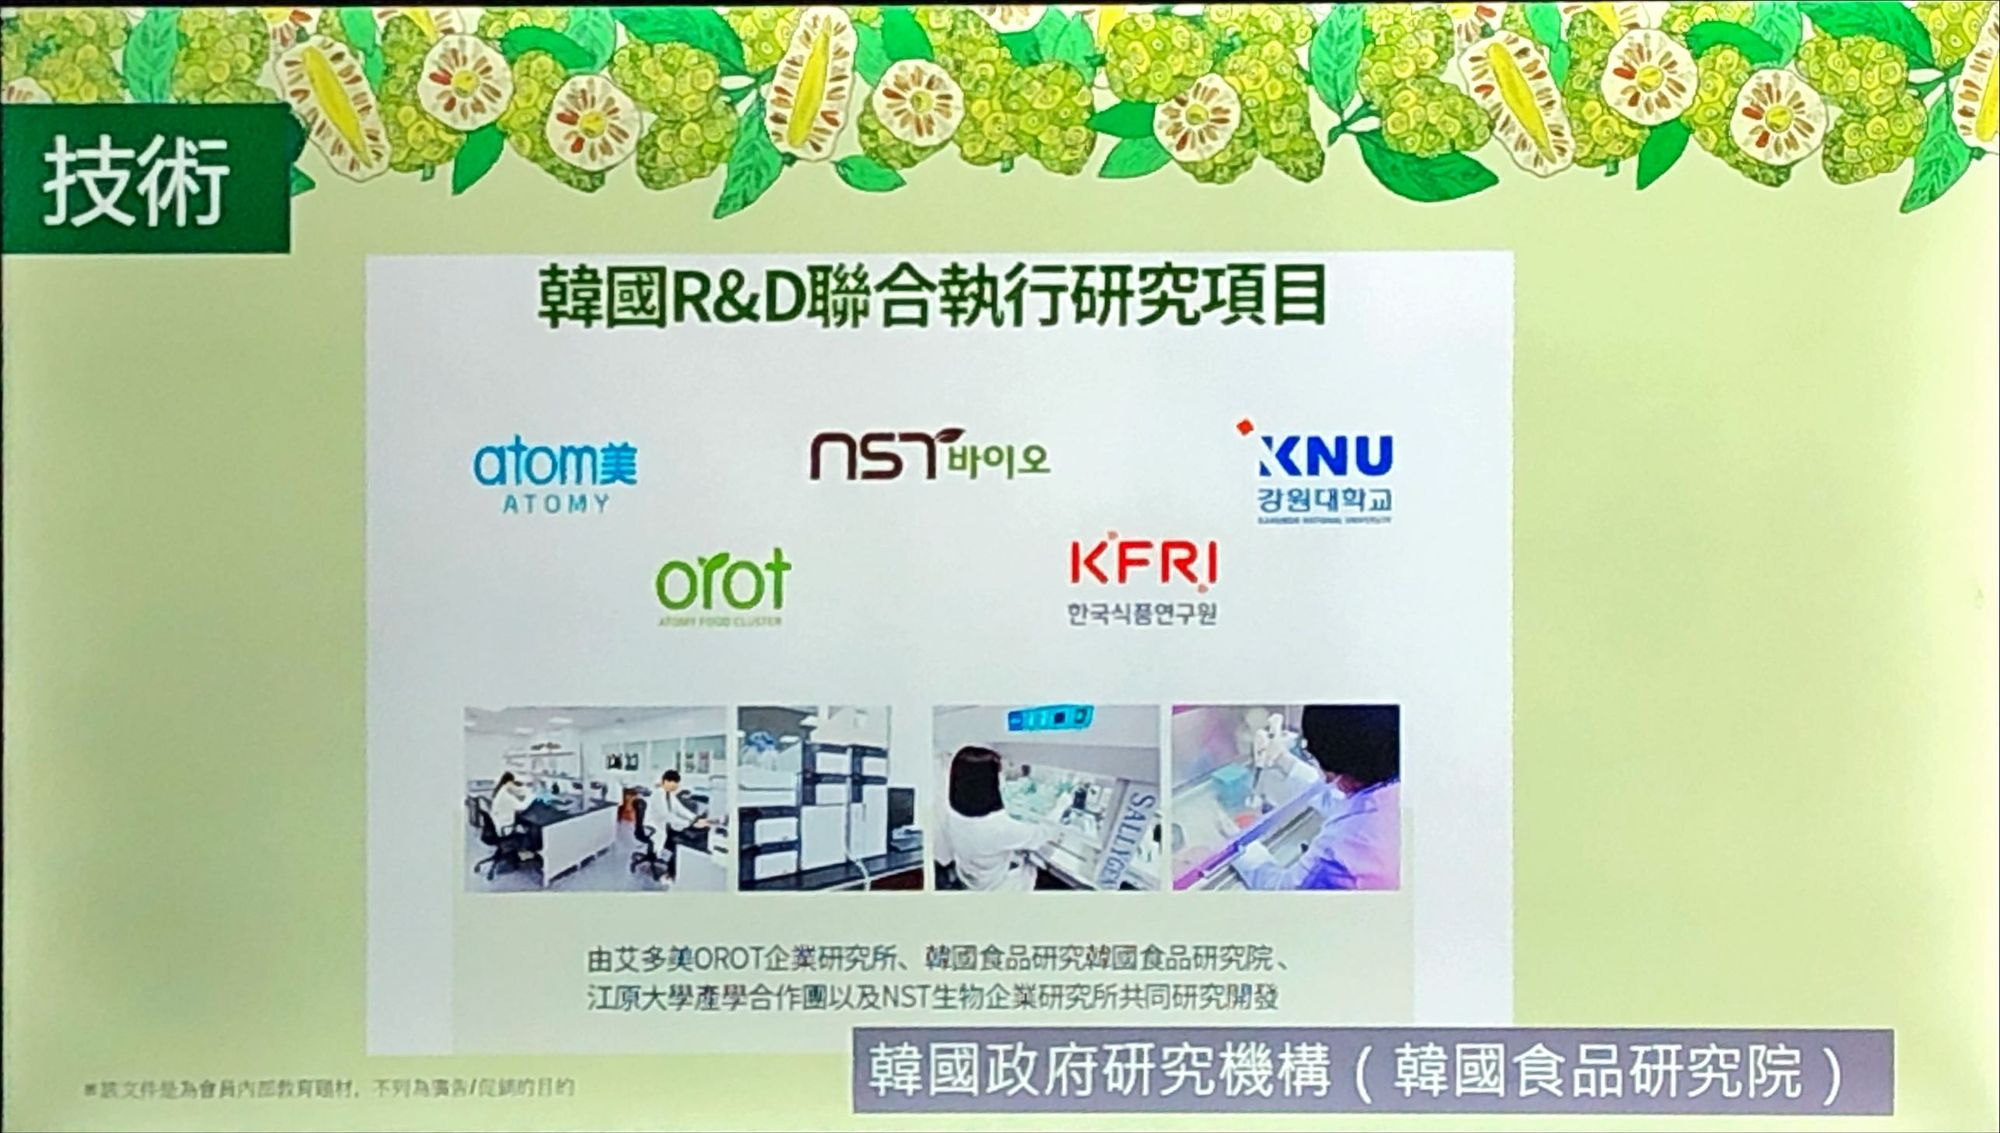 技術
韓國R&D聯合執行研究項目
atom美
ATOMY
NST바이오
KNU
강원대학교
KANGWON NATIONAL UNIVERSITY
orot
ATOMY FOOD CLUSTER
KFRI
한국식품연구원
SALLYGEN
由艾多美OROT企業研究所、韓國食品研究韓國食品研究院、
江原大學產學合作團以及NST生物企業研究所共同研究開發
韓國政府研究機構（韓國食品研究院）
※該文件是為會員內部教育題材，不列為廣告/促銷的目的